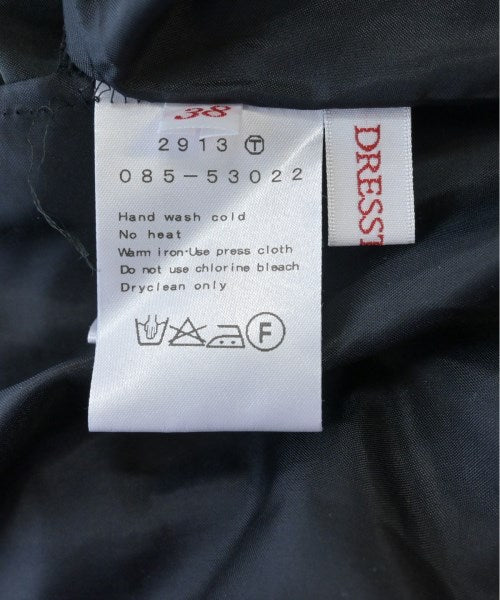 38
2913 Ⓣ
085-53022
Hand wash cold
No heat
Warm iron·Use press cloth
Do not use chlorine bleach
Dryclean only
F